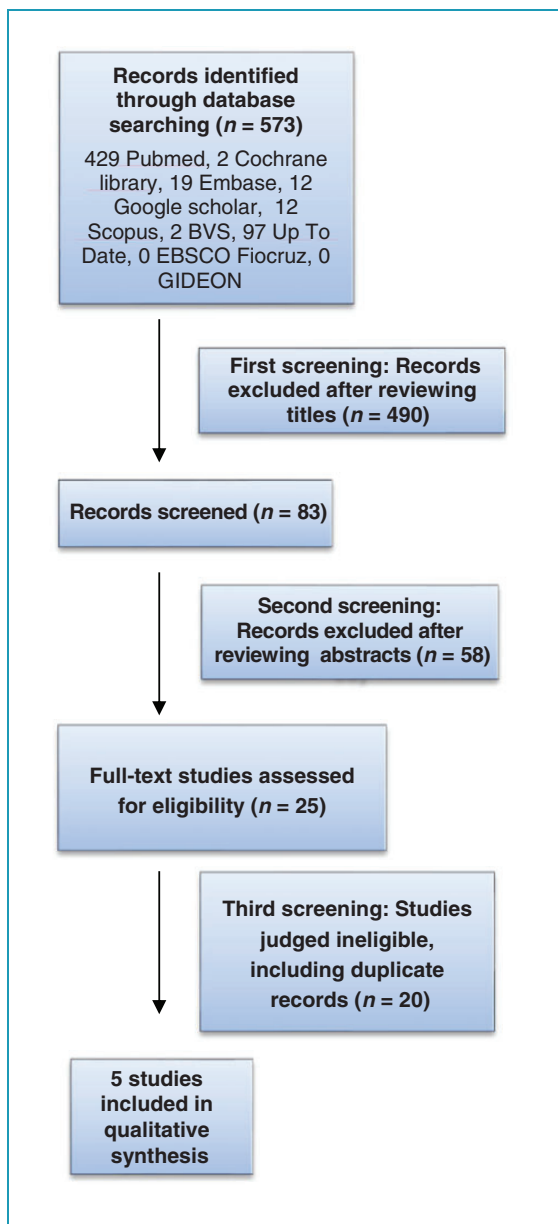 Records identified
through database
searching (n = 573)
429 Pubmed, 2 Cochrane
library, 19 Embase, 12
Google scholar, 12
Scopus, 2 BVS, 97 Up To
Date, 0 EBSCO Fiocruz, 0
GIDEON
First screening: Records
excluded after reviewing
titles (n = 490)
Records screened (n = 83)
Second screening:
Records excluded after
reviewing abstracts (n = 58)
Full-text studies assessed
for eligibility (n = 25)
Third screening: Studies
judged ineligible,
including duplicate
records (n = 20)
5 studies
included in
qualitative
synthesis